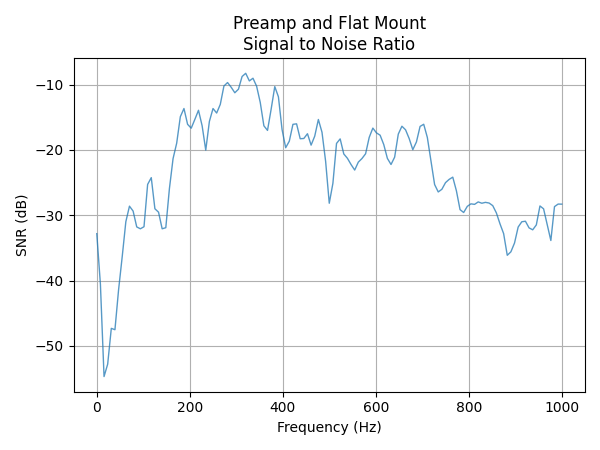 Preamp and Flat Mount
Signal to Noise Ratio
−10
−20
−30
−40
−50
SNR (dB)
0 200 400 600 800 1000
Frequency (Hz)